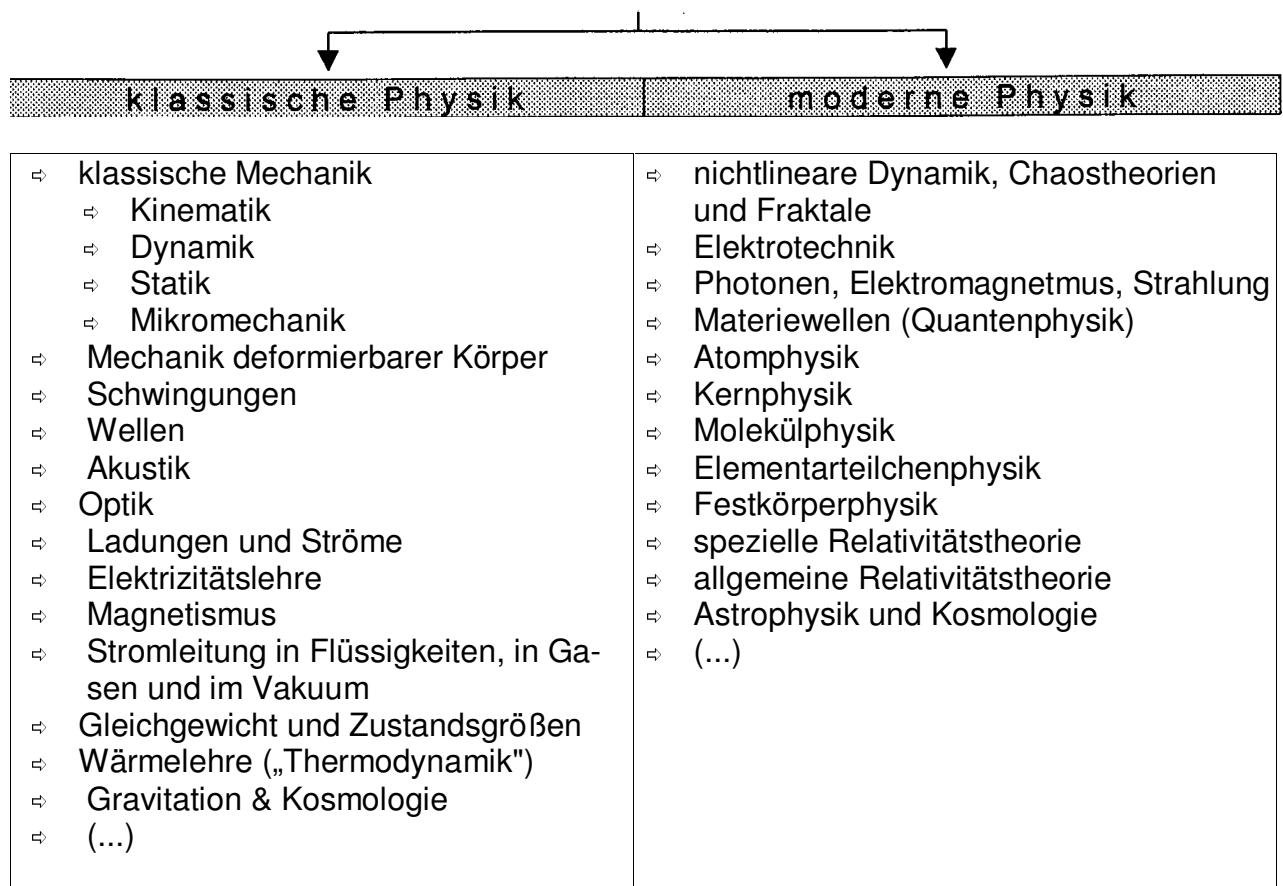 klassische Physik
moderne Physik
⇨ klassische Mechanik
⇨ Kinematik
⇨ Dynamik
⇨ Statik
⇨ Mikromechanik
⇨ Mechanik deformierbarer Körper
⇨ Schwingungen
⇨ Wellen
⇨ Akustik
⇨ Optik
⇨ Ladungen und Ströme
⇨ Elektrizitätslehre
⇨ Magnetismus
⇨ Stromleitung in Flüssigkeiten, in Ga-
sen und im Vakuum
⇨ Gleichgewicht und Zustandsgrößen
⇨ Wärmelehre („Thermodynamik")
⇨ Gravitation & Kosmologie
⇨ (...)
⇨ nichtlineare Dynamik, Chaostheorien
und Fraktale
⇨ Elektrotechnik
⇨ Photonen, Elektromagnetmus, Strahlung
⇨ Materiewellen (Quantenphysik)
⇨ Atomphysik
⇨ Kernphysik
⇨ Molekülphysik
⇨ Elementarteilchenphysik
⇨ Festkörperphysik
⇨ spezielle Relativitätstheorie
⇨ allgemeine Relativitätstheorie
⇨ Astrophysik und Kosmologie
⇨ (...)